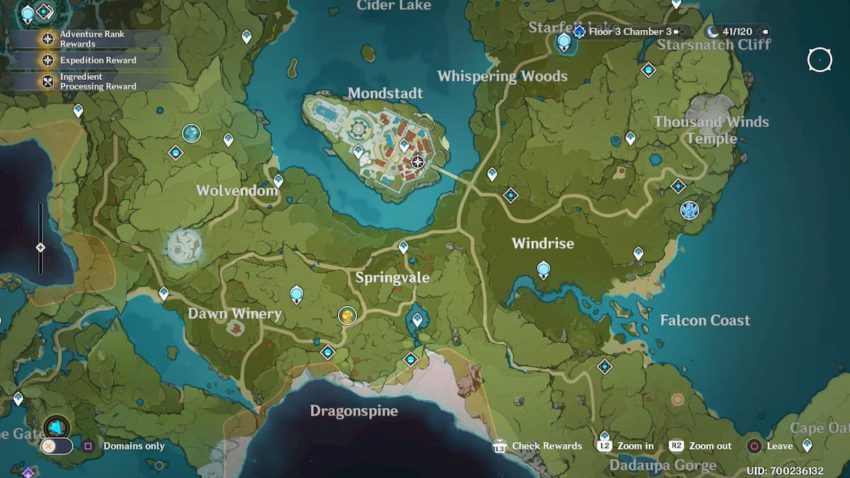 Cider Lake
Adventure Rank
Rewards
Expedition Reward
Ingredient
Processing Reward
Starfell Lake
Floor 3 Chamber 3
41/120
Starsnatch Cliff
Whispering Woods
Mondstadt
Thousand Winds
Temple
Wolvendom
Windrise
Springvale
Dawn Winery
Falcon Coast
Dragonspine
Cape Oat
e Gate
Domains only
L3
Check Rewards
L2
Zoom in
R2
Zoom out
Leave
Dadaupa Gorge
UID: 700236132